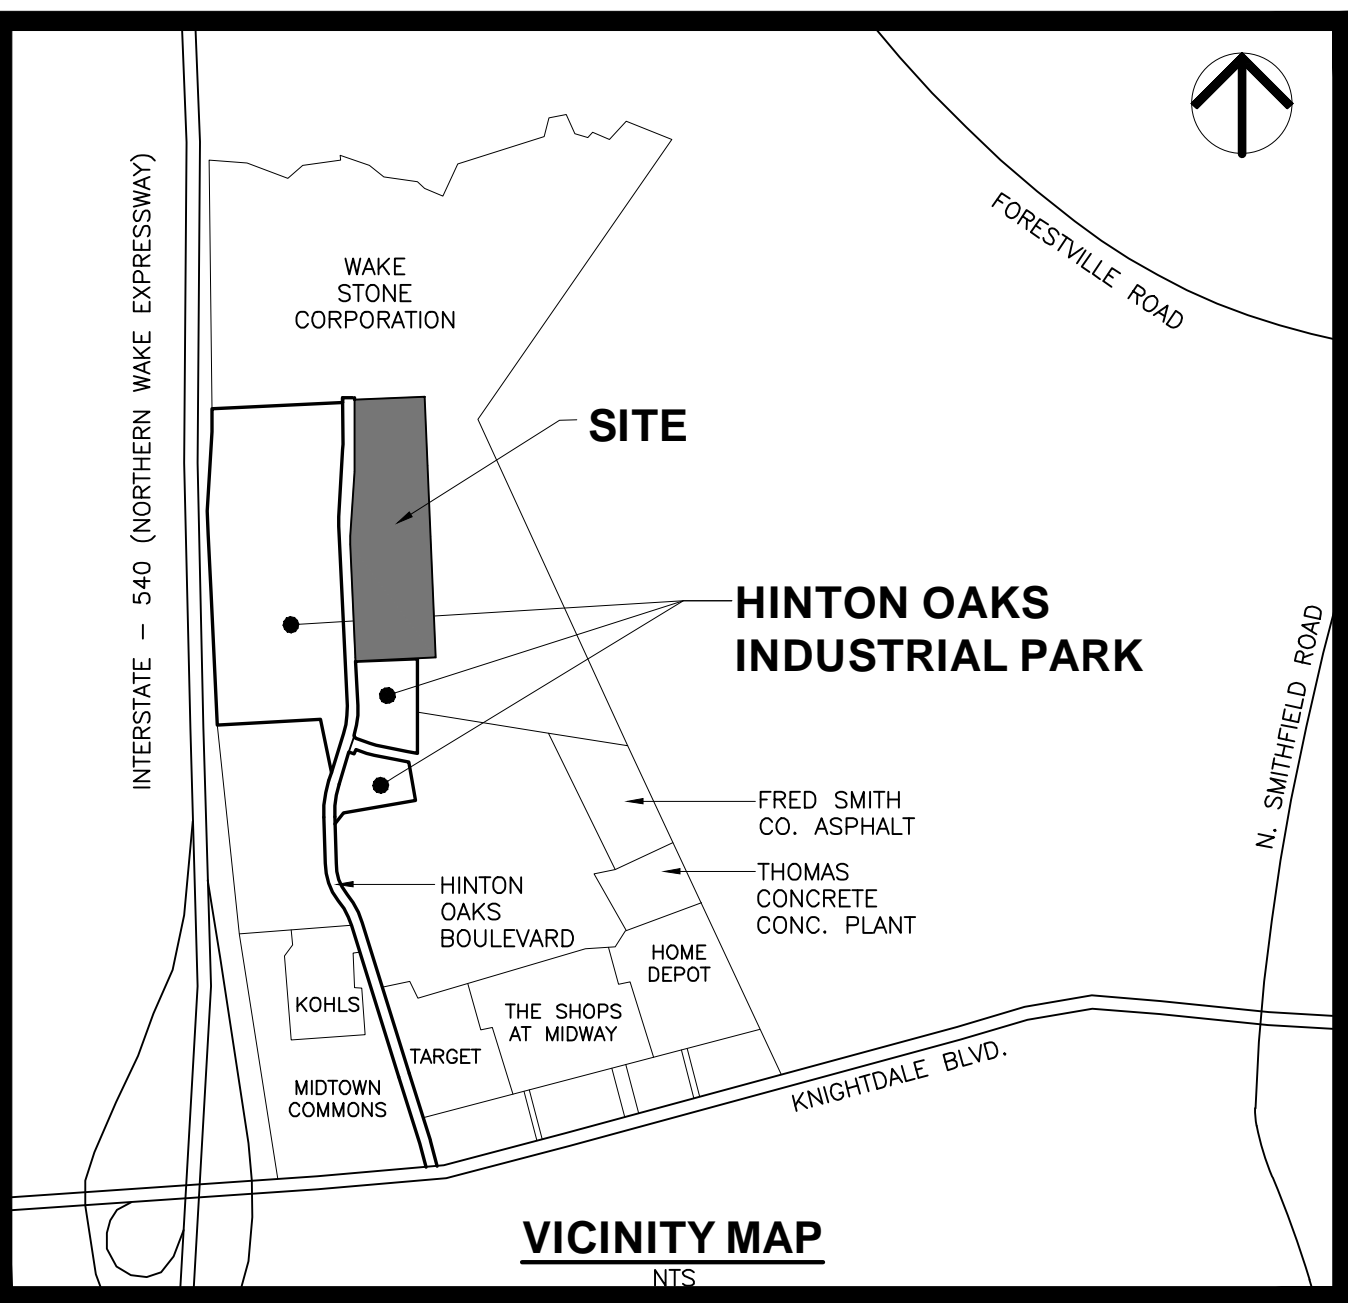 FORESTVILLE ROAD
INTERSTATE - 540 (NORTHERN WAKE EXPRESSWAY)
WAKE
STONE
CORPORATION
SITE
HINTON OAKS
INDUSTRIAL PARK
N. SMITHFIELD ROAD
FRED SMITH
CO. ASPHALT
THOMAS
CONCRETE
CONC. PLANT
HINTON
OAKS
BOULEVARD
HOME
DEPOT
KOHLS
THE SHOPS
AT MIDWAY
TARGET
MIDTOWN
COMMONS
KNIGHTDALE BLVD.
VICINITY MAP
NTS